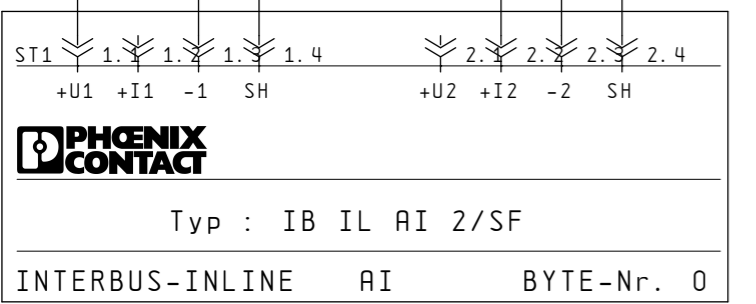 ST1 1.1 1.2 1.3 1.4 2.1 2.2 2.3 2.4
+U1 +I1 -1 SH +U2 +I2 -2 SH
PHŒNIX
CONTACT
Typ : IB IL AI 2/SF
INTERBUS-INLINE AI BYTE-Nr. 0